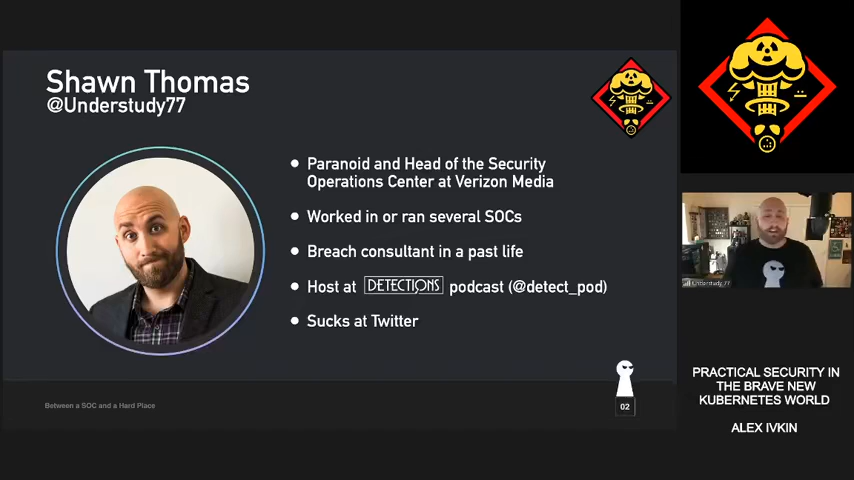 Shawn Thomas
@Understudy77
Paranoid and Head of the Security
Operations Center at Verizon Media
Worked in or ran several SOCs
Breach consultant in a past life
Host at DETECTIONS podcast (@detect_pod)
Sucks at Twitter
Between a SOC and a Hard Place
02
Understudy_77
PRACTICAL SECURITY IN
THE BRAVE NEW
KUBERNETES WORLD
ALEX IVKIN